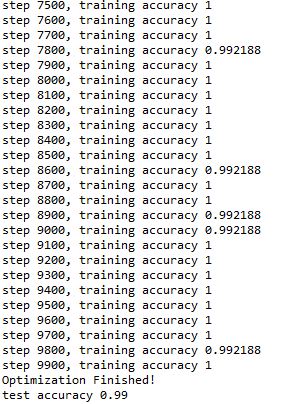 step 7500, training accuracy 1
step 7600, training accuracy 1
step 7700, training accuracy 1
step 7800, training accuracy 0.992188
step 7900, training accuracy 1
step 8000, training accuracy 1
step 8100, training accuracy 1
step 8200, training accuracy 1
step 8300, training accuracy 1
step 8400, training accuracy 1
step 8500, training accuracy 1
step 8600, training accuracy 0.992188
step 8700, training accuracy 1
step 8800, training accuracy 1
step 8900, training accuracy 0.992188
step 9000, training accuracy 0.992188
step 9100, training accuracy 1
step 9200, training accuracy 1
step 9300, training accuracy 1
step 9400, training accuracy 1
step 9500, training accuracy 1
step 9600, training accuracy 1
step 9700, training accuracy 1
step 9800, training accuracy 0.992188
step 9900, training accuracy 1
Optimization Finished!
test accuracy 0.99